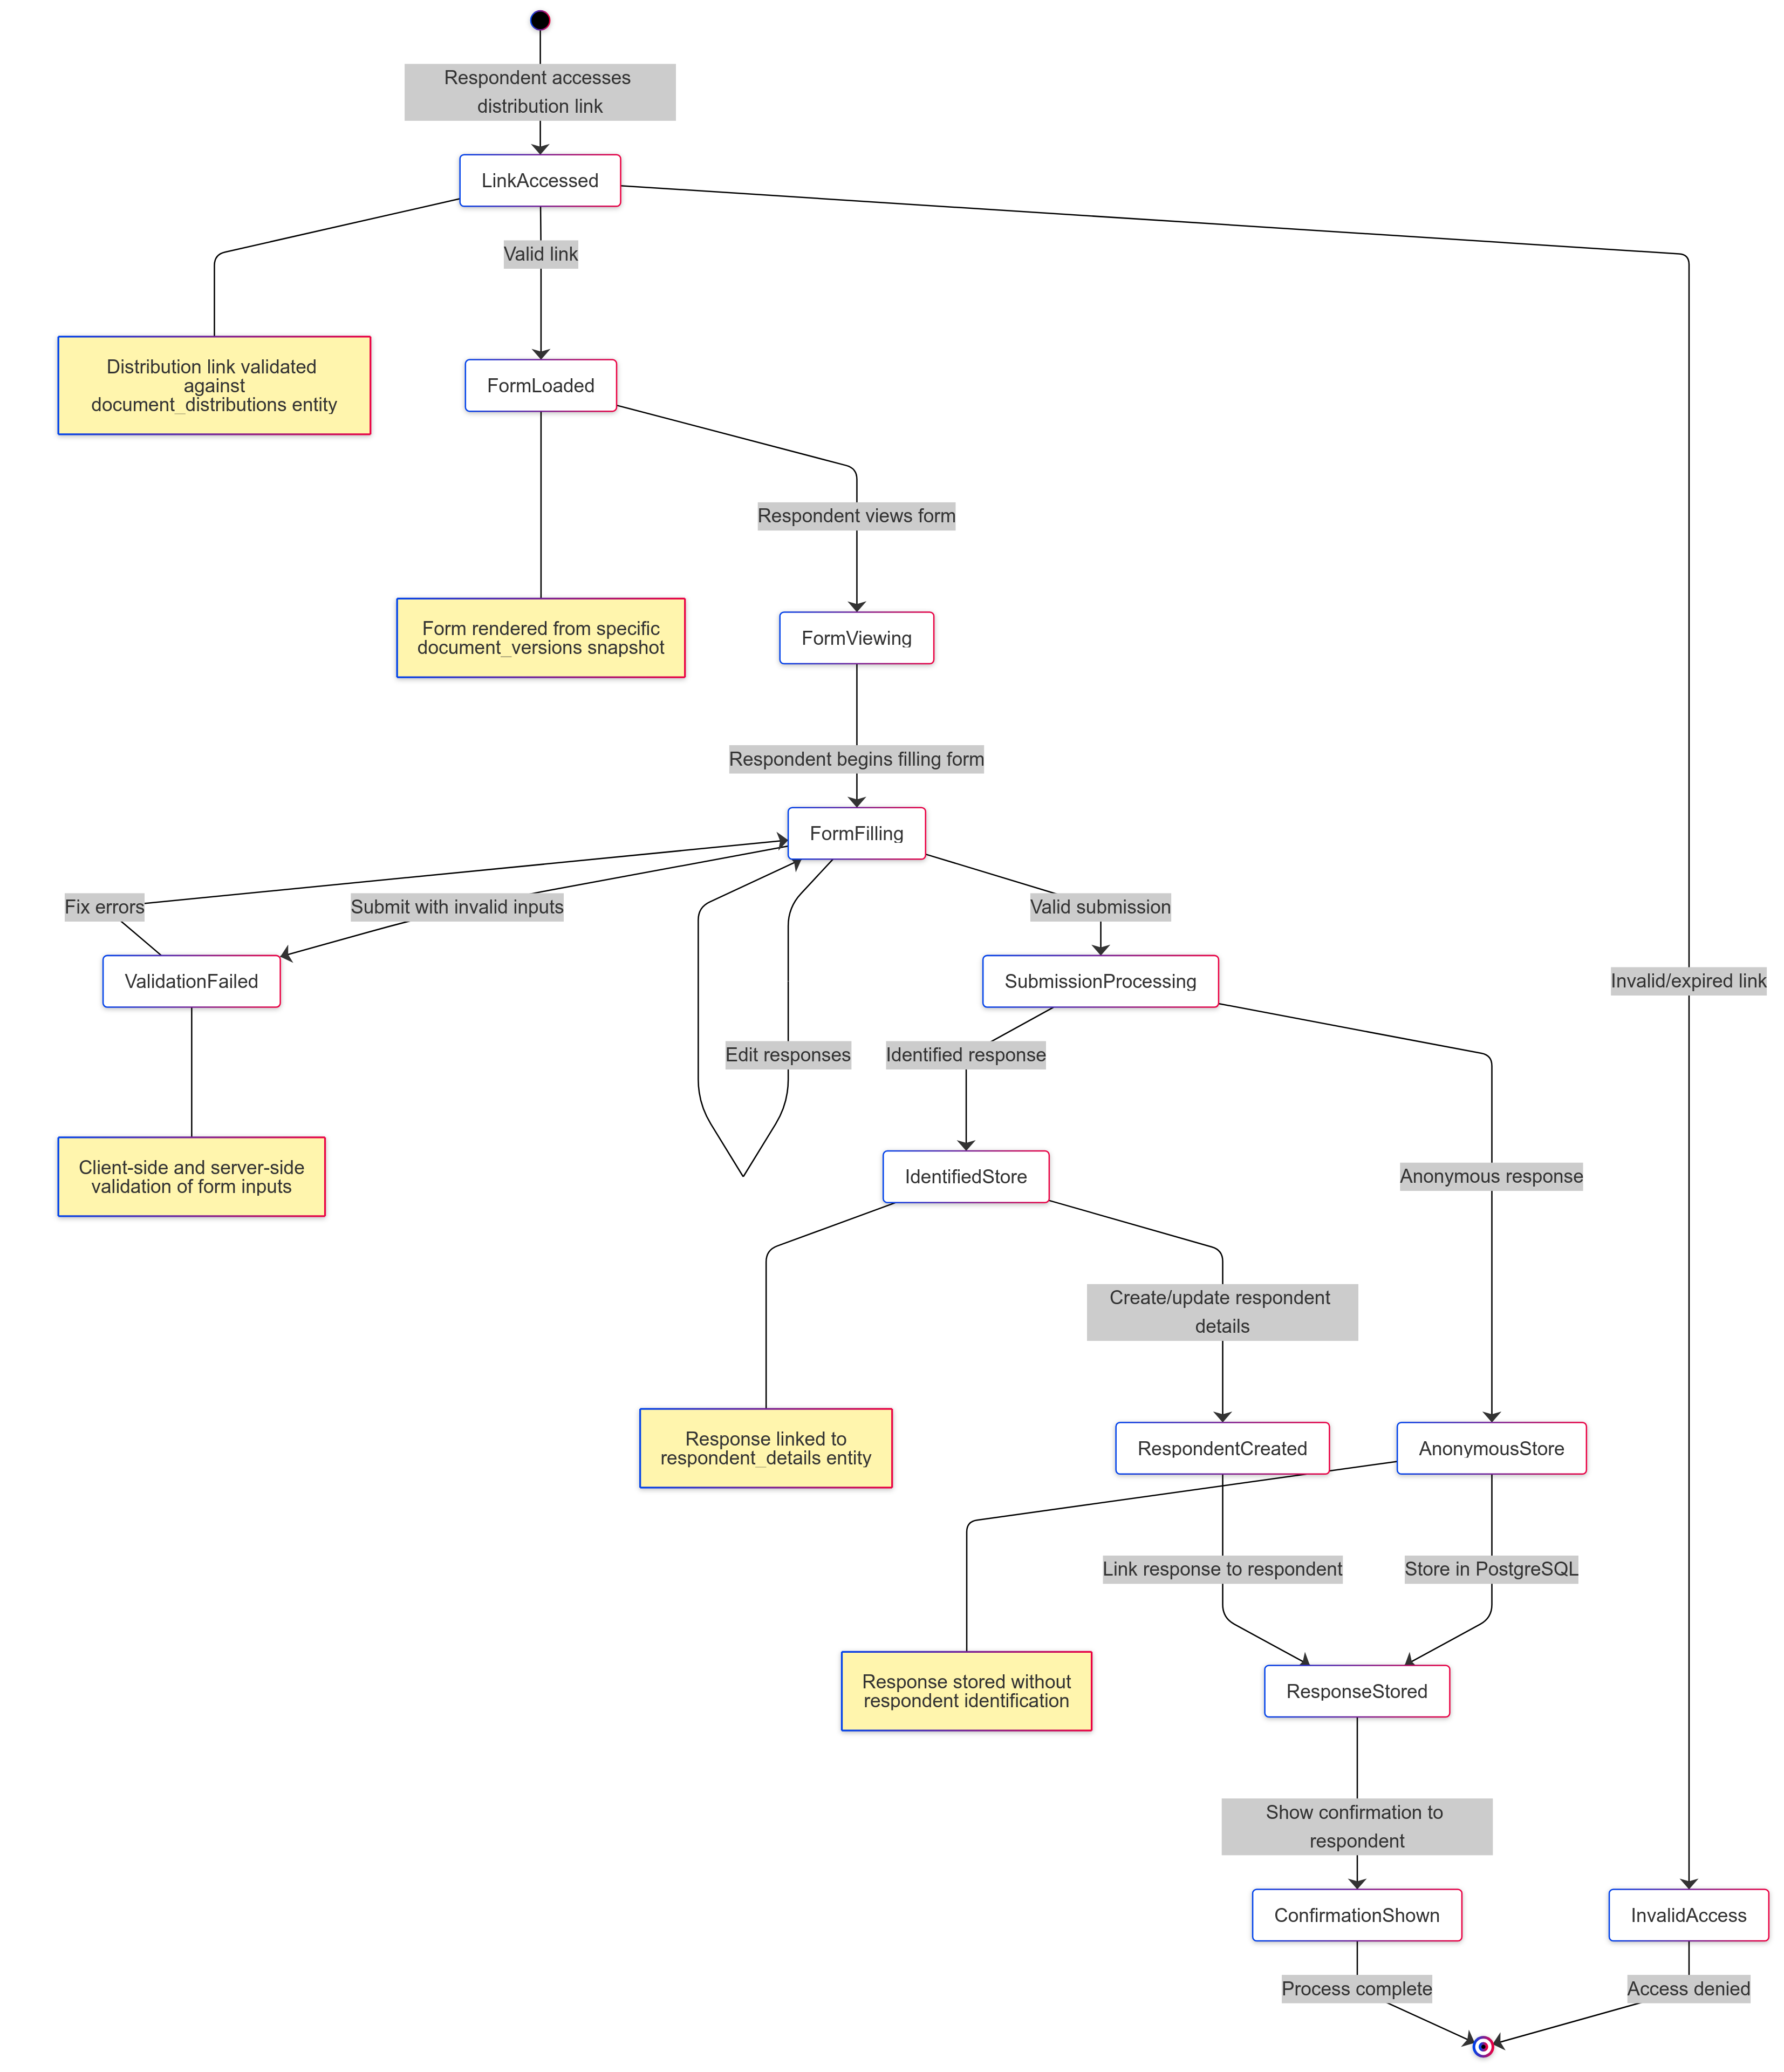 Respondent accesses
distribution link
LinkAccessed
Valid link
Distribution link validated
against
document_distributions entity
FormLoaded
Respondent views form
Form rendered from specific
document_versions snapshot
FormViewing
Respondent begins filling form
FormFilling
Fix errors
Submit with invalid inputs
Valid submission
ValidationFailed
SubmissionProcessing
Invalid/expired link
Edit responses
Identified response
Client-side and server-side
validation of form inputs
IdentifiedStore
Anonymous response
Create/update respondent
details
Response linked to
respondent_details entity
RespondentCreated
AnonymousStore
Link response to respondent
Store in PostgreSQL
Response stored without
respondent identification
ResponseStored
Show confirmation to
respondent
ConfirmationShown
InvalidAccess
Process complete
Access denied